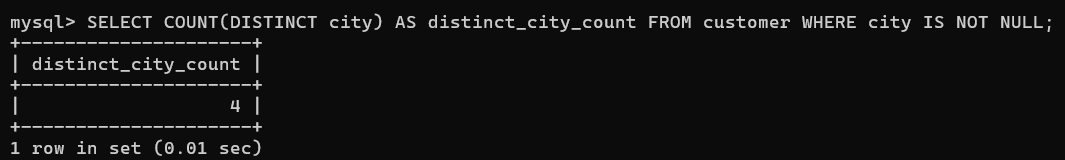 mysql> SELECT COUNT(DISTINCT city) AS distinct_city_count FROM customer WHERE city IS NOT NULL;
+---------------------+
| distinct_city_count |
+---------------------+
|                   4 |
+---------------------+
1 row in set (0.01 sec)